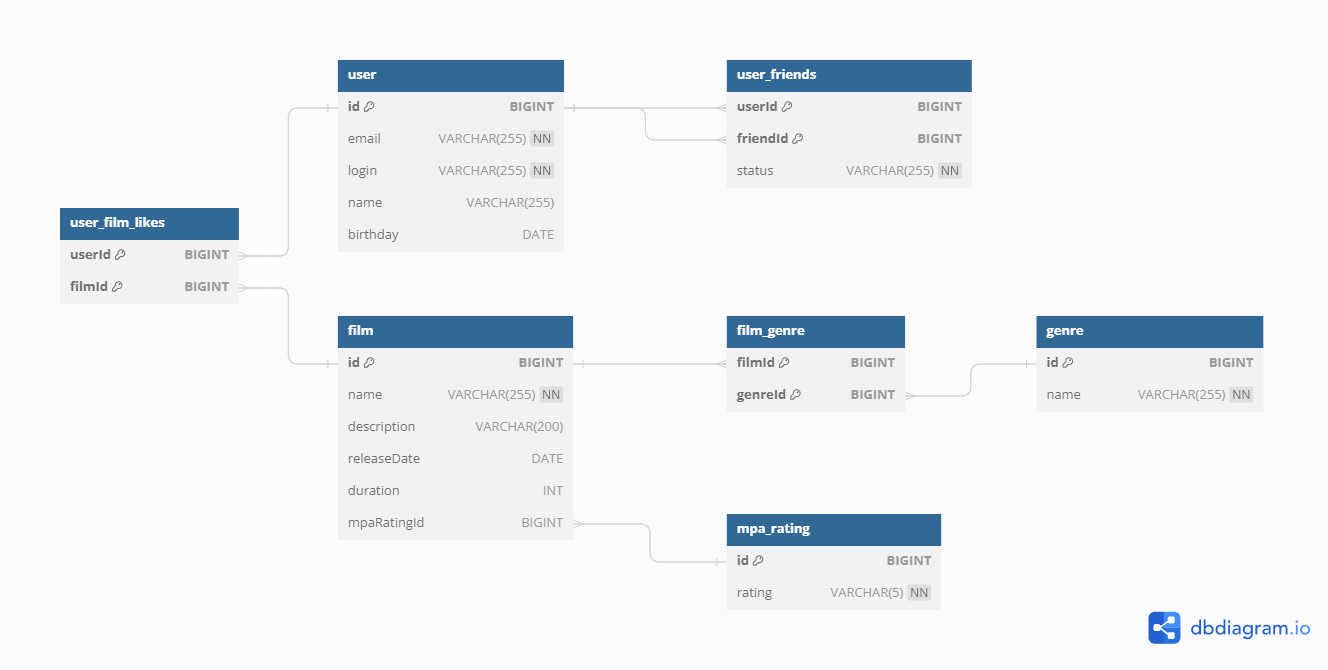 user
id BIGINT
email VARCHAR(255) NN
login VARCHAR(255) NN
name VARCHAR(255)
birthday DATE
user_friends
userId BIGINT
friendId BIGINT
status VARCHAR(255) NN
user_film_likes
userId BIGINT
filmId BIGINT
film
id BIGINT
name VARCHAR(255) NN
description VARCHAR(200)
releaseDate DATE
duration INT
mpaRatingId BIGINT
film_genre
filmId BIGINT
genreId BIGINT
genre
id BIGINT
name VARCHAR(255) NN
mpa_rating
id BIGINT
rating VARCHAR(5) NN
dbdiagram.io